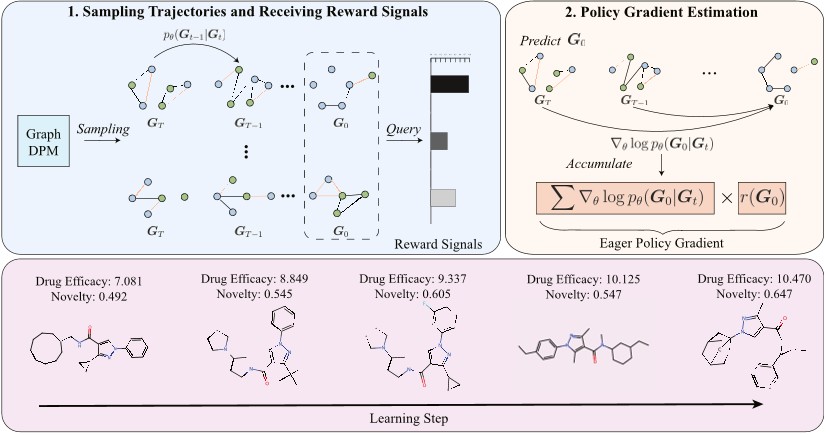 1. Sampling Trajectories and Receiving Reward Signals
pθ(Gt−1|Gt]
Graph
DPM
Sampling
GT
GT−1
G0
Query
GT
GT−1
G0
Reward Signals
2. Policy Gradient Estimation
Predict G0
GT
GT−1
G0
∇θ log pθ(G0|Gt)
Accumulate
∑ ∇θ log pθ(G0|Gt) × r(G0)
Eager Policy Gradient
Drug Efficacy: 7.081
Novelty: 0.492
Drug Efficacy: 8.849
Novelty: 0.545
Drug Efficacy: 9.337
Novelty: 0.605
Drug Efficacy: 10.125
Novelty: 0.547
Drug Efficacy: 10.470
Novelty: 0.647
Learning Step